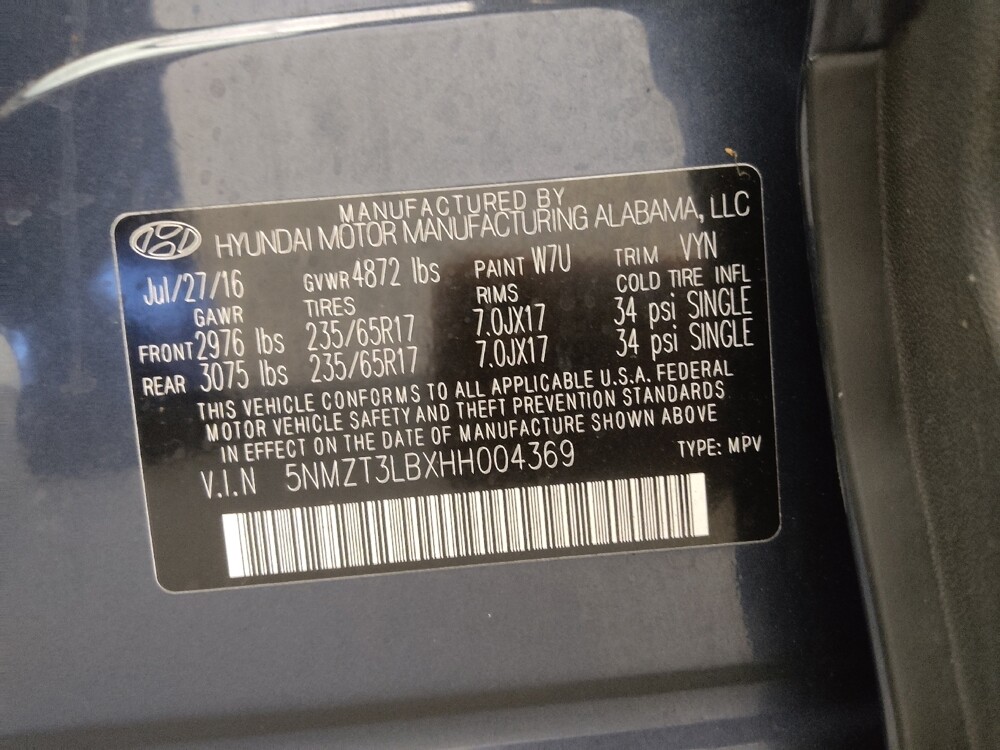 MANUFACTURED BY
HYUNDAI MOTOR MANUFACTURING ALABAMA, LLC
Jul/27/16 GVWR 4872 lbs PAINT W7U TRIM VYN
GAWR TIRES RIMS COLD TIRE INFL
FRONT 2976 lbs 235/65R17 7.0JX17 34 psi SINGLE
REAR 3075 lbs 235/65R17 7.0JX17 34 psi SINGLE
THIS VEHICLE CONFORMS TO ALL APPLICABLE U.S.A. FEDERAL
MOTOR VEHICLE SAFETY AND THEFT PREVENTION STANDARDS
IN EFFECT ON THE DATE OF MANUFACTURE SHOWN ABOVE
V.I.N 5NMZT3LBXHH004369 TYPE: MPV